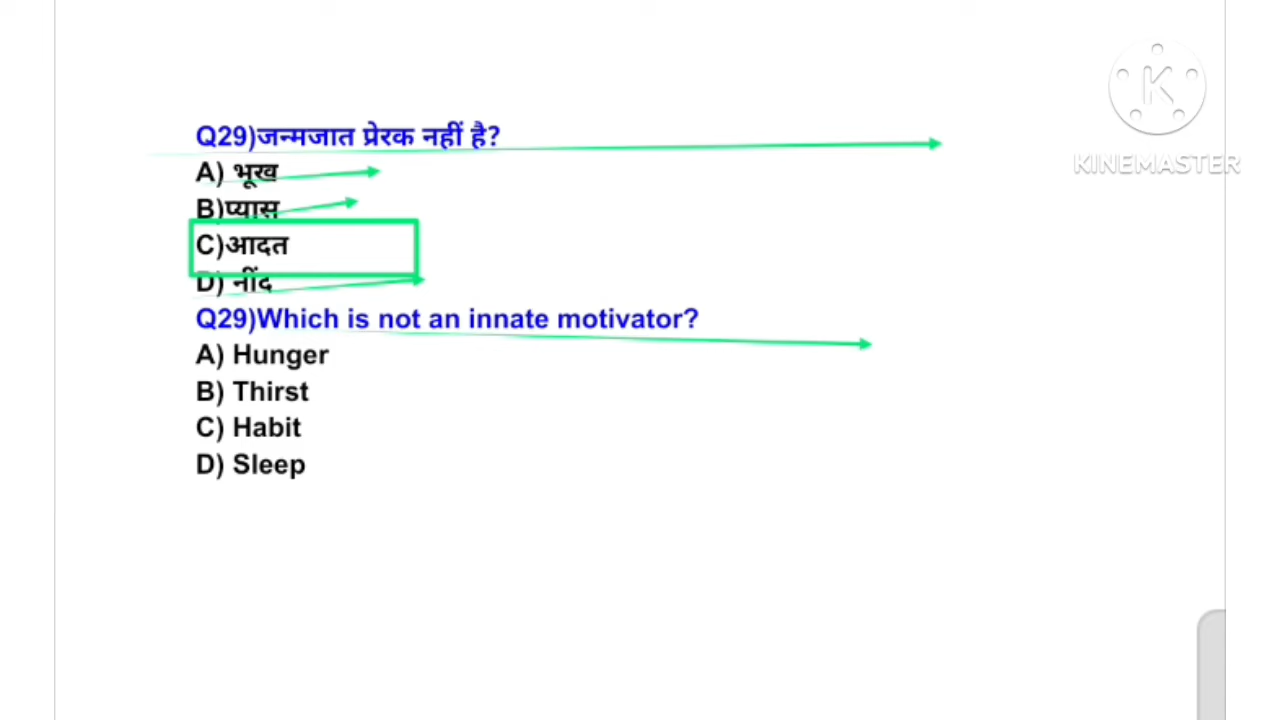 Q29)जन्मजात प्रेरक नहीं है?
A) भूख
B)प्यास
C)आदत
D) नींद
Q29)Which is not an innate motivator?
A) Hunger
B) Thirst
C) Habit
D) Sleep
K
KINEMASTER